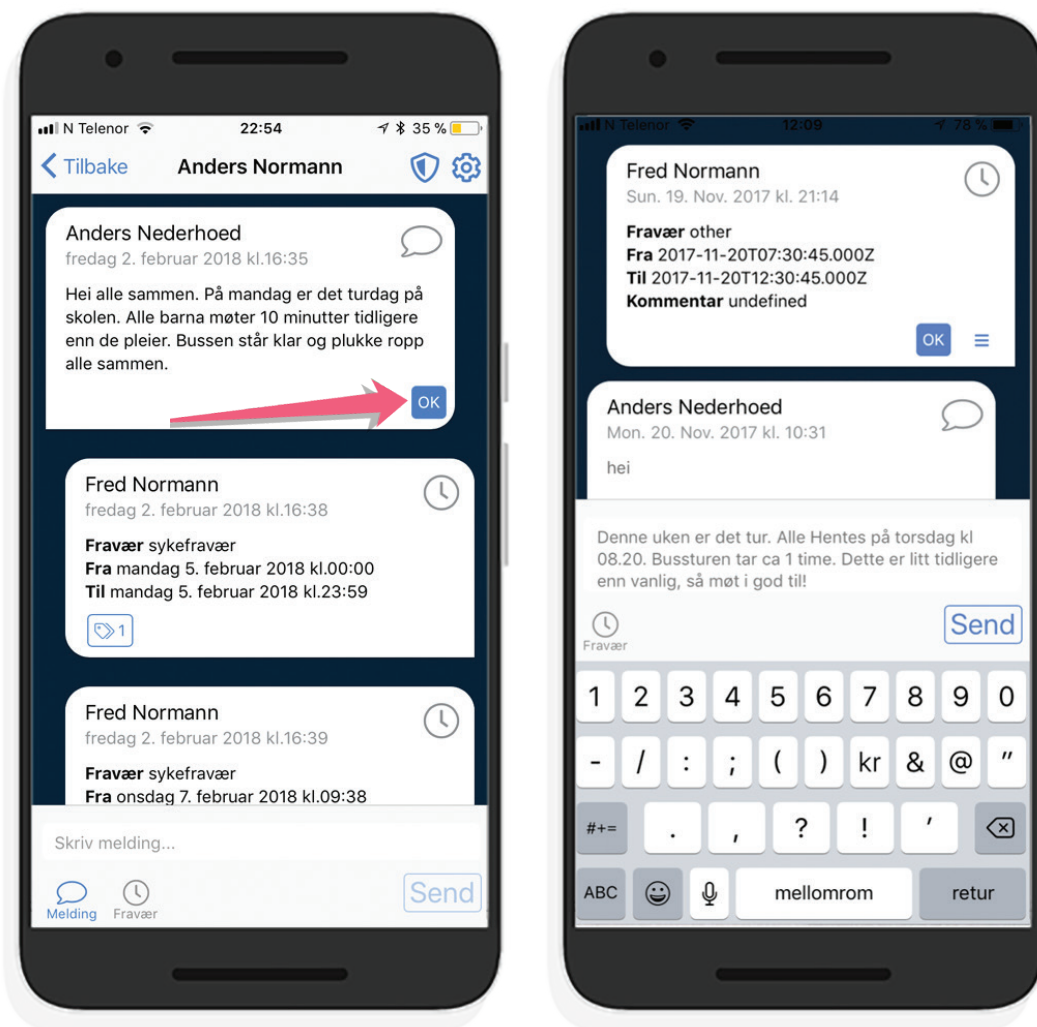 N Telenor 22:54 35 %
Tilbake Anders Normann
Anders Nederhoed
fredag 2. februar 2018 kl.16:35
Hei alle sammen. På mandag er det turdag på
skolen. Alle barna møter 10 minutter tidligere
enn de pleier. Bussen står klar og plukke ropp
alle sammen.
OK
Fred Normann
fredag 2. februar 2018 kl.16:38
Fravær sykefravær
Fra mandag 5. februar 2018 kl.00:00
Til mandag 5. februar 2018 kl.23:59
1
Fred Normann
fredag 2. februar 2018 kl.16:39
Fravær sykefravær
Fra onsdag 7. februar 2018 kl.09:38
Skriv melding...
Melding Fravær Send
N Telenor 12:09 78 %
Fred Normann
Sun. 19. Nov. 2017 kl. 21:14
Fravær other
Fra 2017-11-20T07:30:45.000Z
Til 2017-11-20T12:30:45.000Z
Kommentar undefined
OK
Anders Nederhoed
Mon. 20. Nov. 2017 kl. 10:31
hei
Denne uken er det tur. Alle Hentes på torsdag kl
08.20. Bussturen tar ca 1 time. Dette er litt tidligere
enn vanlig, så møt i god til!
Fravær Send
1 2 3 4 5 6 7 8 9 0
- / : ; ( ) kr & @ "
#+= . , ? ! '
ABC mellomrom retur